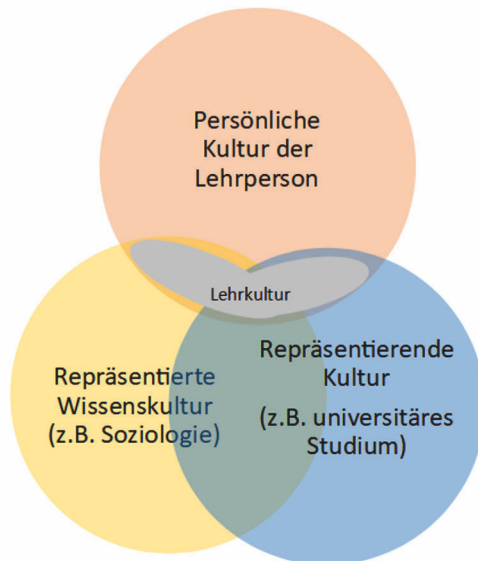 Persönliche
Kultur der
Lehrperson
Lehrkultur
Repräsentierte
Wissenskultur
(z.B. Soziologie)
Repräsentierende
Kultur
(z.B. universitäres
Studium)